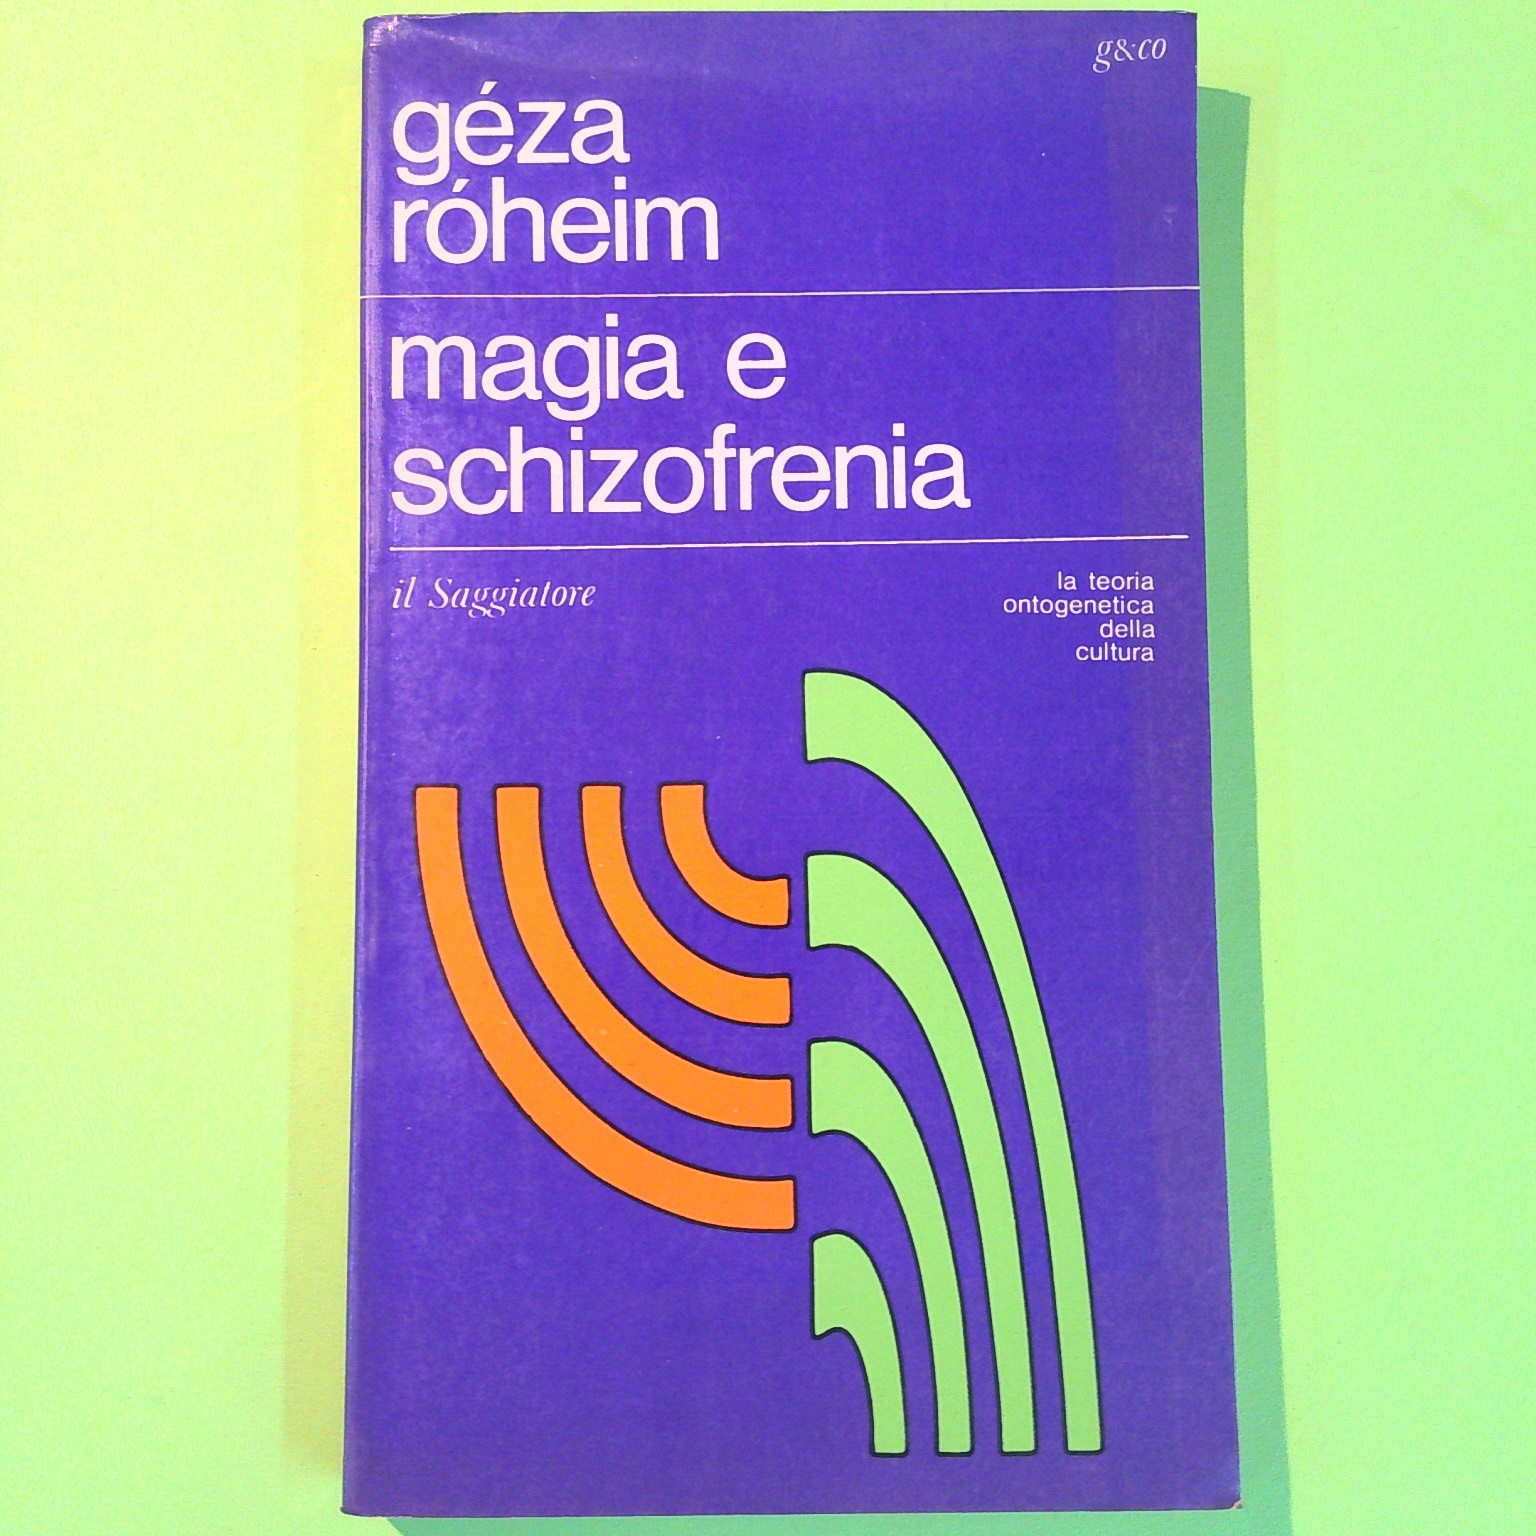 g&co
géza
róheim
magia e
schizofrenia
il Saggiatore
la teoria
ontogenetica
della
cultura